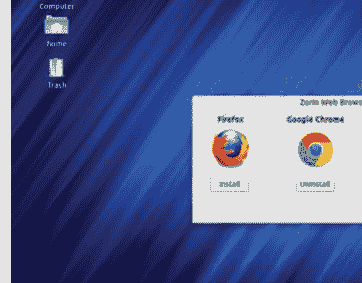 Computer
Home
Trash
Zorin Web Brows
Firefox
Google Chrome
Install
Uninstall